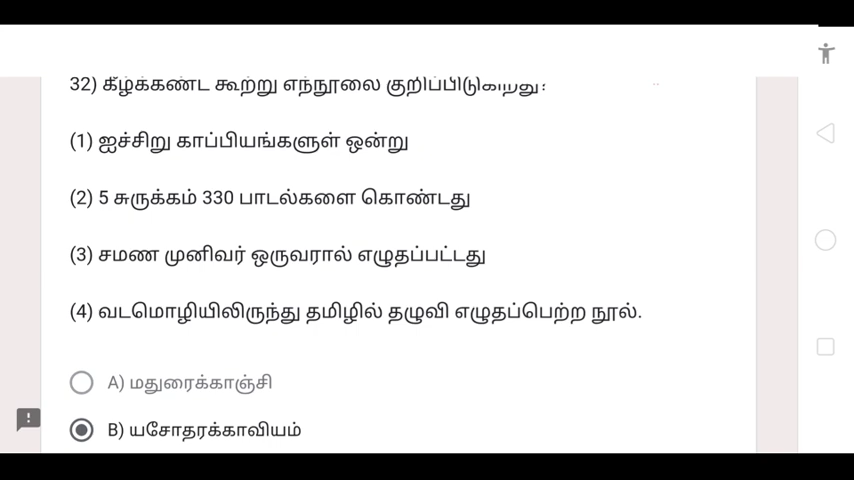 32) கீழ்க்கண்ட கூற்று எந்நூலை குறிப்பிடுகிறது?
(1) ஐச்சிறு காப்பியங்களுள் ஒன்று
(2) 5 சுருக்கம் 330 பாடல்களை கொண்டது
(3) சமண முனிவர் ஒருவரால் எழுதப்பட்டது
(4) வடமொழியிலிருந்து தமிழில் தழுவி எழுதப்பெற்ற நூல்.
A) மதுரைக்காஞ்சி
B) யசோதரக்காவியம்